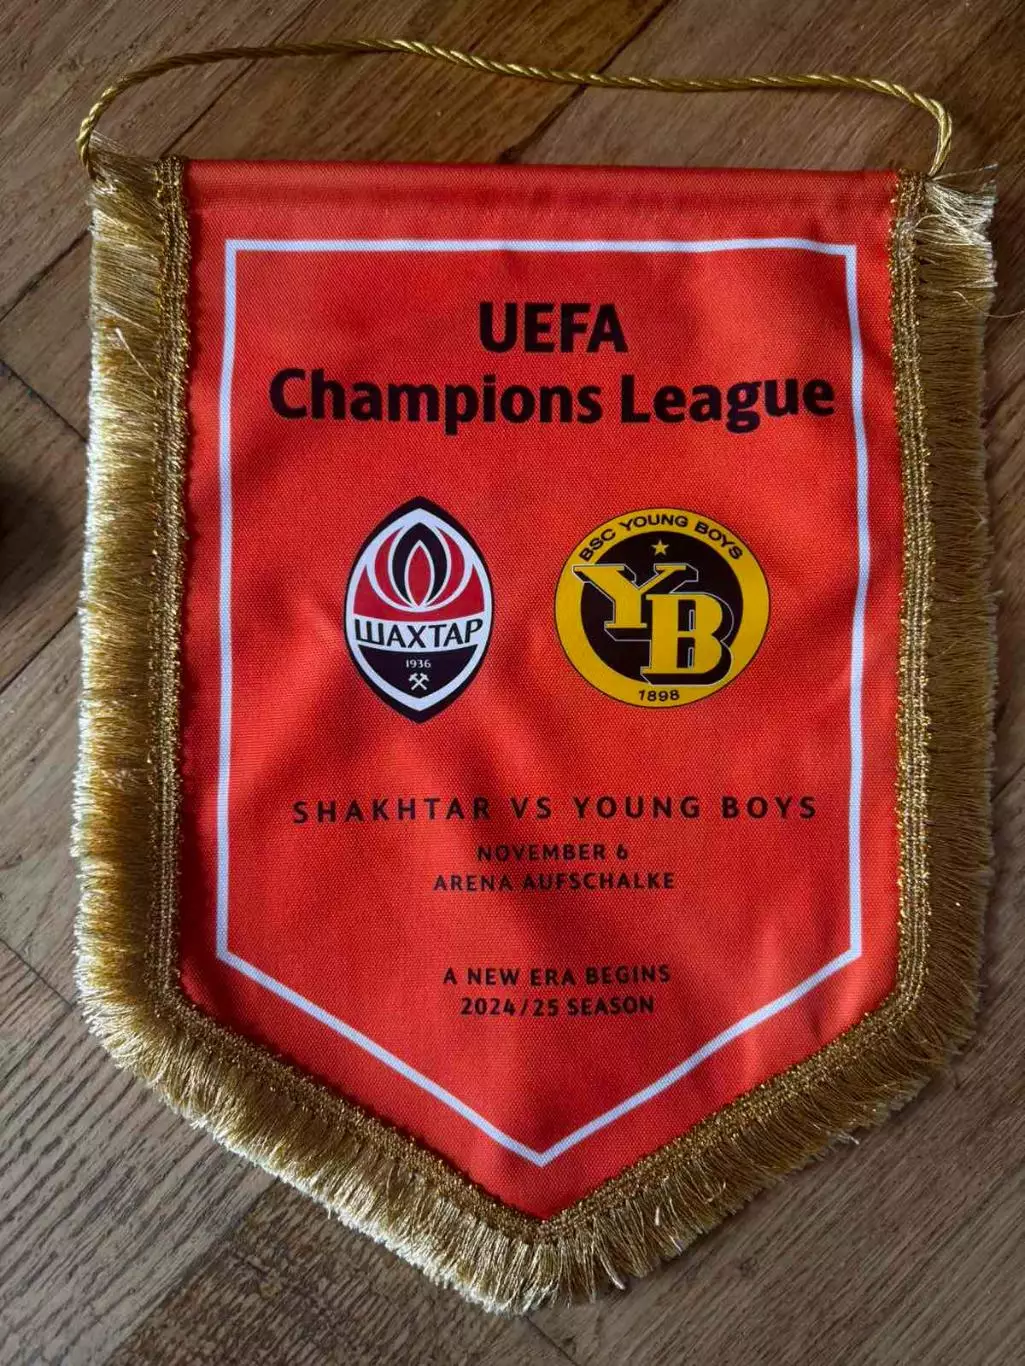 UEFA
Champions League
ШАХТАР
1936
BSC YOUNG BOYS
YB
1898
SHAKHTAR VS YOUNG BOYS
NOVEMBER 6
ARENA AUFSCHALKE
A NEW ERA BEGINS
2024/25 SEASON